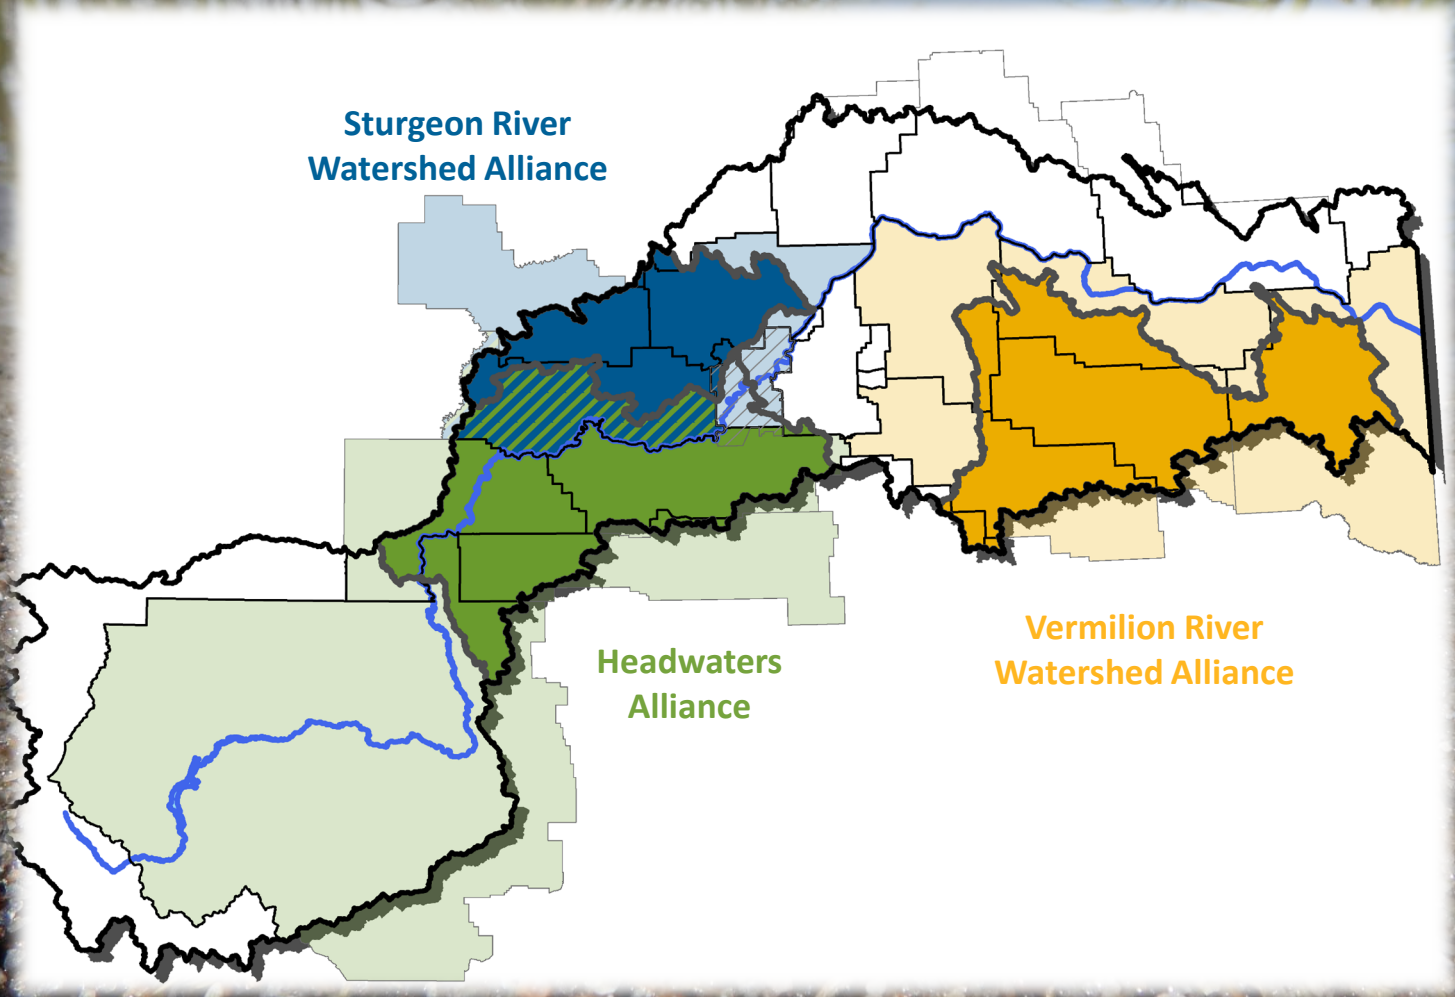 Sturgeon River
Watershed Alliance
Headwaters
Alliance
Vermilion River
Watershed Alliance